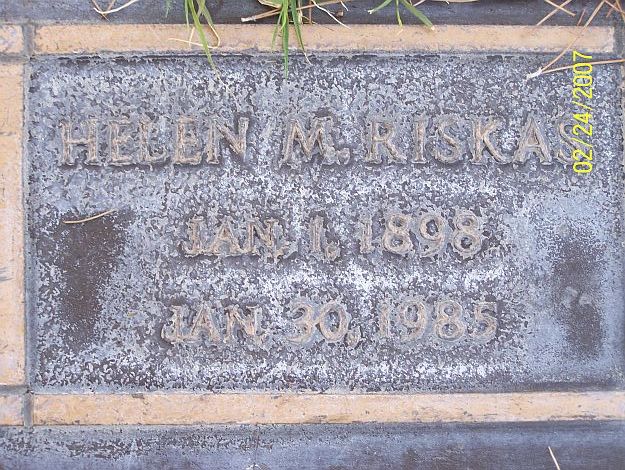 HELEN M. RISKAS
JAN. 1, 1898
JAN. 30, 1985
02/24/2007